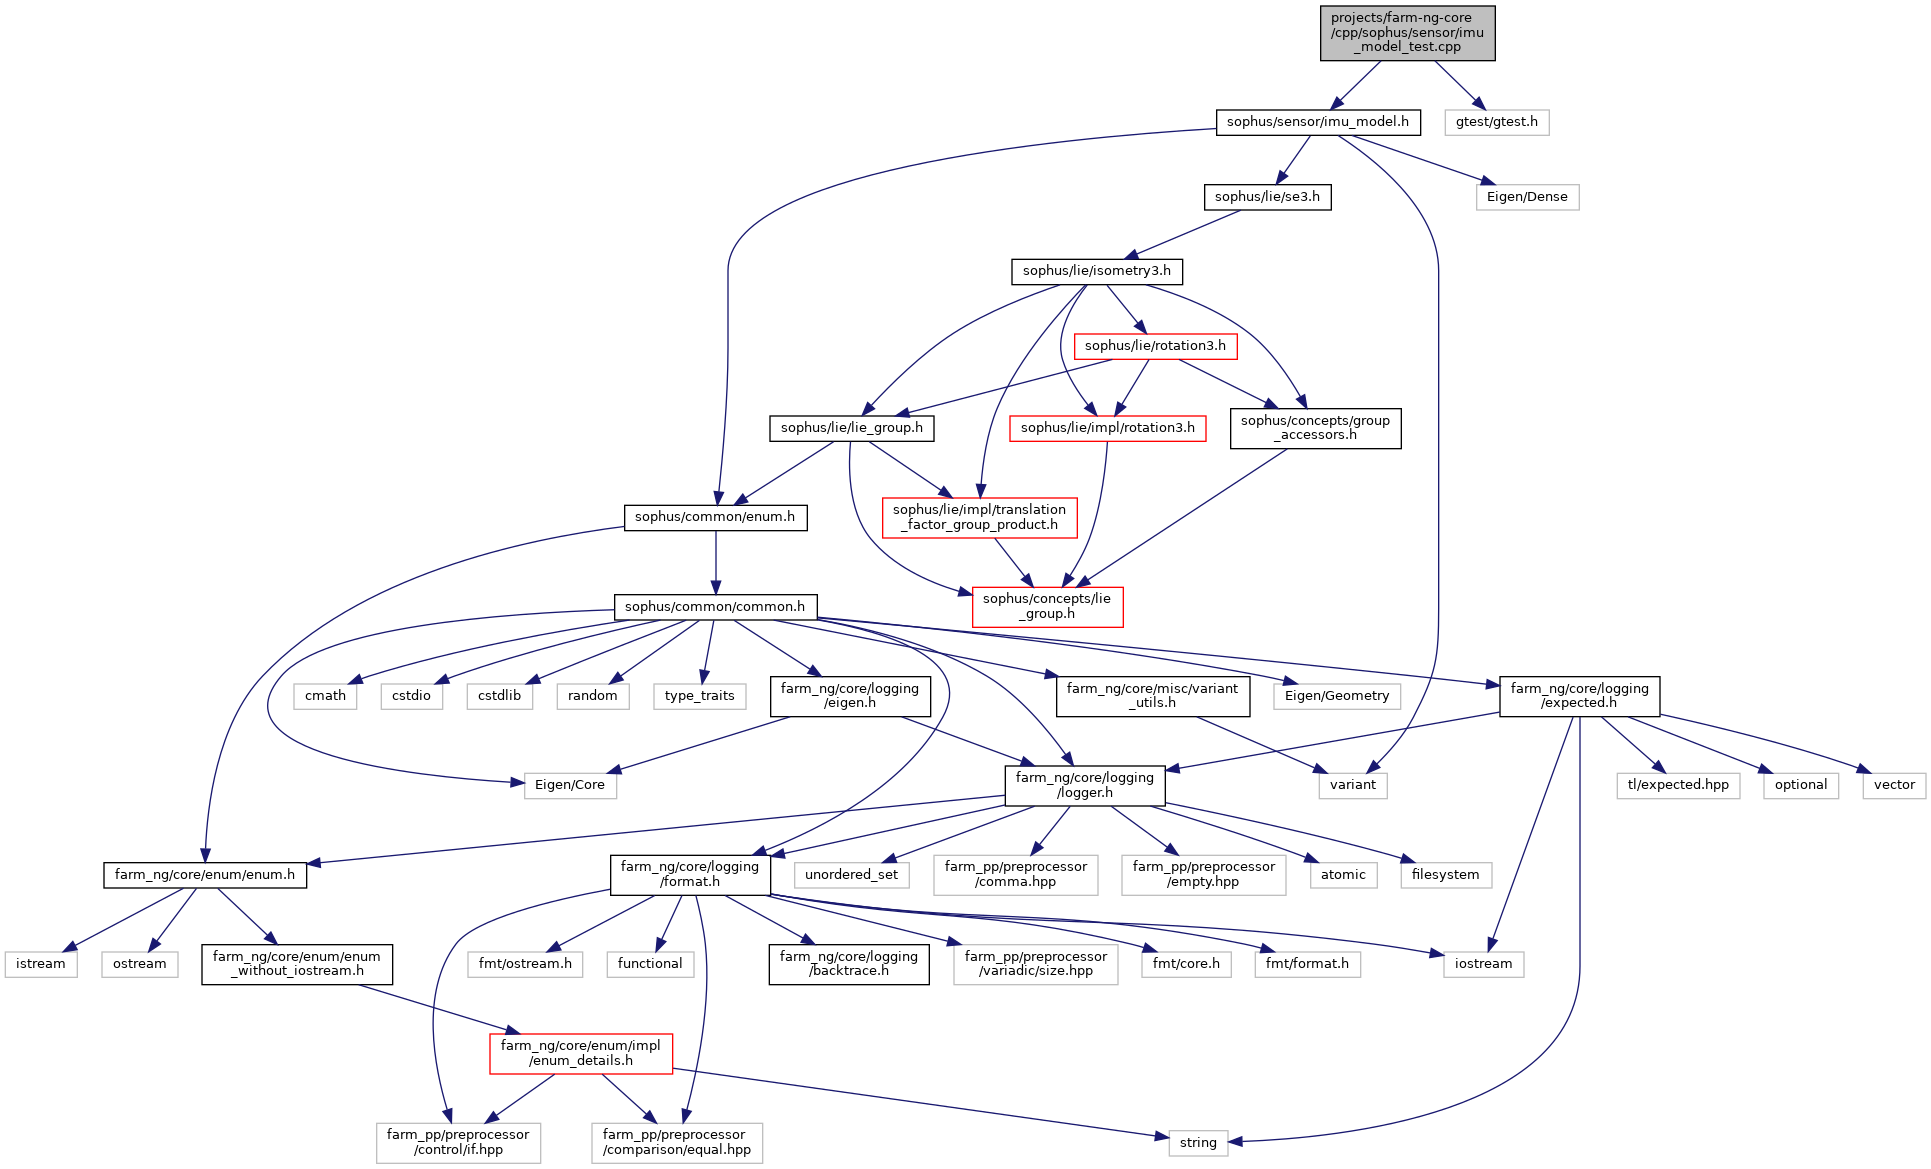 projects/farm-ng-core
/cpp/sophus/sensor/imu
_model_test.cpp
sophus/sensor/imu_model.h
gtest/gtest.h
sophus/lie/se3.h
Eigen/Dense
sophus/lie/isometry3.h
sophus/lie/rotation3.h
sophus/lie/lie_group.h
sophus/lie/impl/rotation3.h
sophus/concepts/group
_accessors.h
sophus/common/enum.h
sophus/lie/impl/translation
_factor_group_product.h
sophus/common/common.h
sophus/concepts/lie
_group.h
cmath
cstdio
cstdlib
random
type_traits
farm_ng/core/logging
/eigen.h
farm_ng/core/misc/variant
_utils.h
Eigen/Geometry
farm_ng/core/logging
/expected.h
Eigen/Core
farm_ng/core/logging
/logger.h
variant
tl/expected.hpp
optional
vector
farm_ng/core/enum/enum.h
farm_ng/core/logging
/format.h
unordered_set
farm_pp/preprocessor
/comma.hpp
farm_pp/preprocessor
/empty.hpp
atomic
filesystem
istream
ostream
farm_ng/core/enum/enum
_without_iostream.h
fmt/ostream.h
functional
farm_ng/core/logging
/backtrace.h
farm_pp/preprocessor
/variadic/size.hpp
fmt/core.h
fmt/format.h
iostream
farm_ng/core/enum/impl
/enum_details.h
farm_pp/preprocessor
/control/if.hpp
farm_pp/preprocessor
/comparison/equal.hpp
string